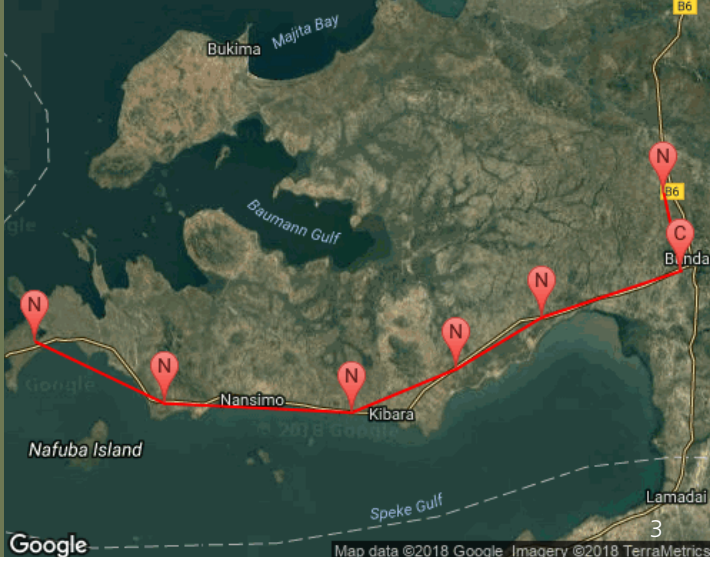 B6
Majita Bay
Bukima
N
B6
Baumann Gulf
C
Bunda
N
N
N
N
N
Nansimo
Kibara
Google
© 2018 Google
Nafuba Island
Speke Gulf
Lamadai
3
Google
Map data ©2018 Google Imagery ©2018 TerraMetrics